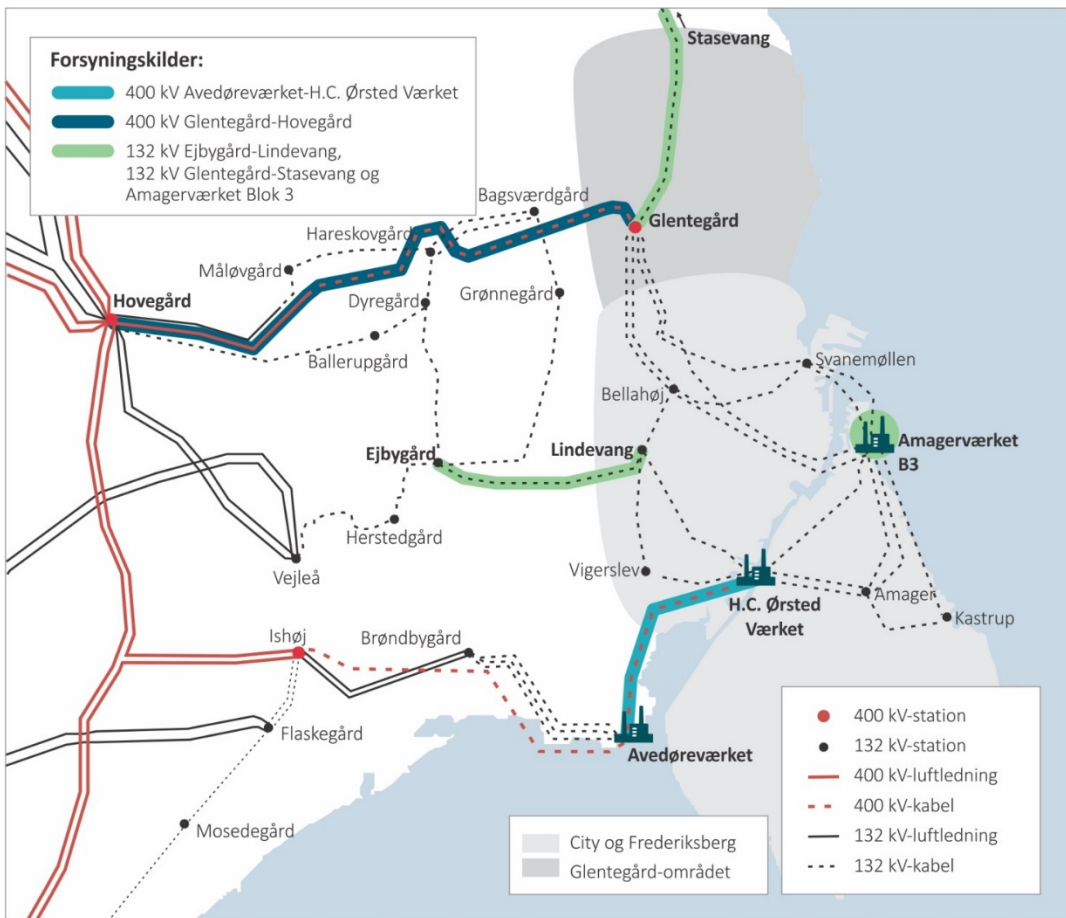 Stasevang
Forsyningskilder:
400 kV Avedøreværket-H.C. Ørsted Værket
400 kV Glentegård-Hovegård
132 kV Ejbygård-Lindevang,
132 kV Glentegård-Stasevang og
Amagerværket Blok 3
Bagsværdgård
Glentegård
Hareskovgård
Måløvgård
Hovegård
Dyregård
Grønnegård
Ballerupgård
Svanemøllen
Bellahøj
Ejbygård
Lindevang
Amagerværket
B3
Herstedgård
Vejleå
Vigerslev
H.C. Ørsted
Værket
Amager
Kastrup
Ishøj
Brøndbygård
Flaskegård
Avedøreværket
Mosedegård
City og Frederiksberg
Glentegård-området
400 kV-station
132 kV-station
400 kV-luftledning
400 kV-kabel
132 kV-luftledning
132 kV-kabel